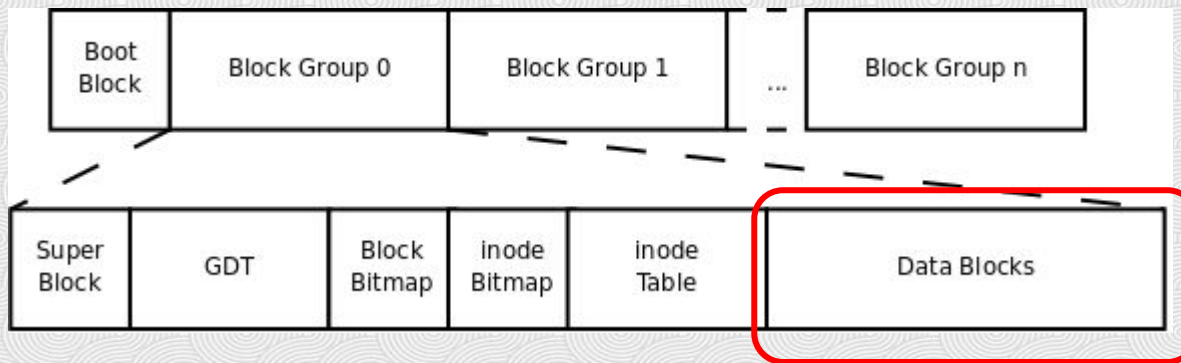 Boot
Block
Block Group 0
Block Group 1
...
Block Group n
Super
Block
GDT
Block
Bitmap
inode
Bitmap
inode
Table
Data Blocks